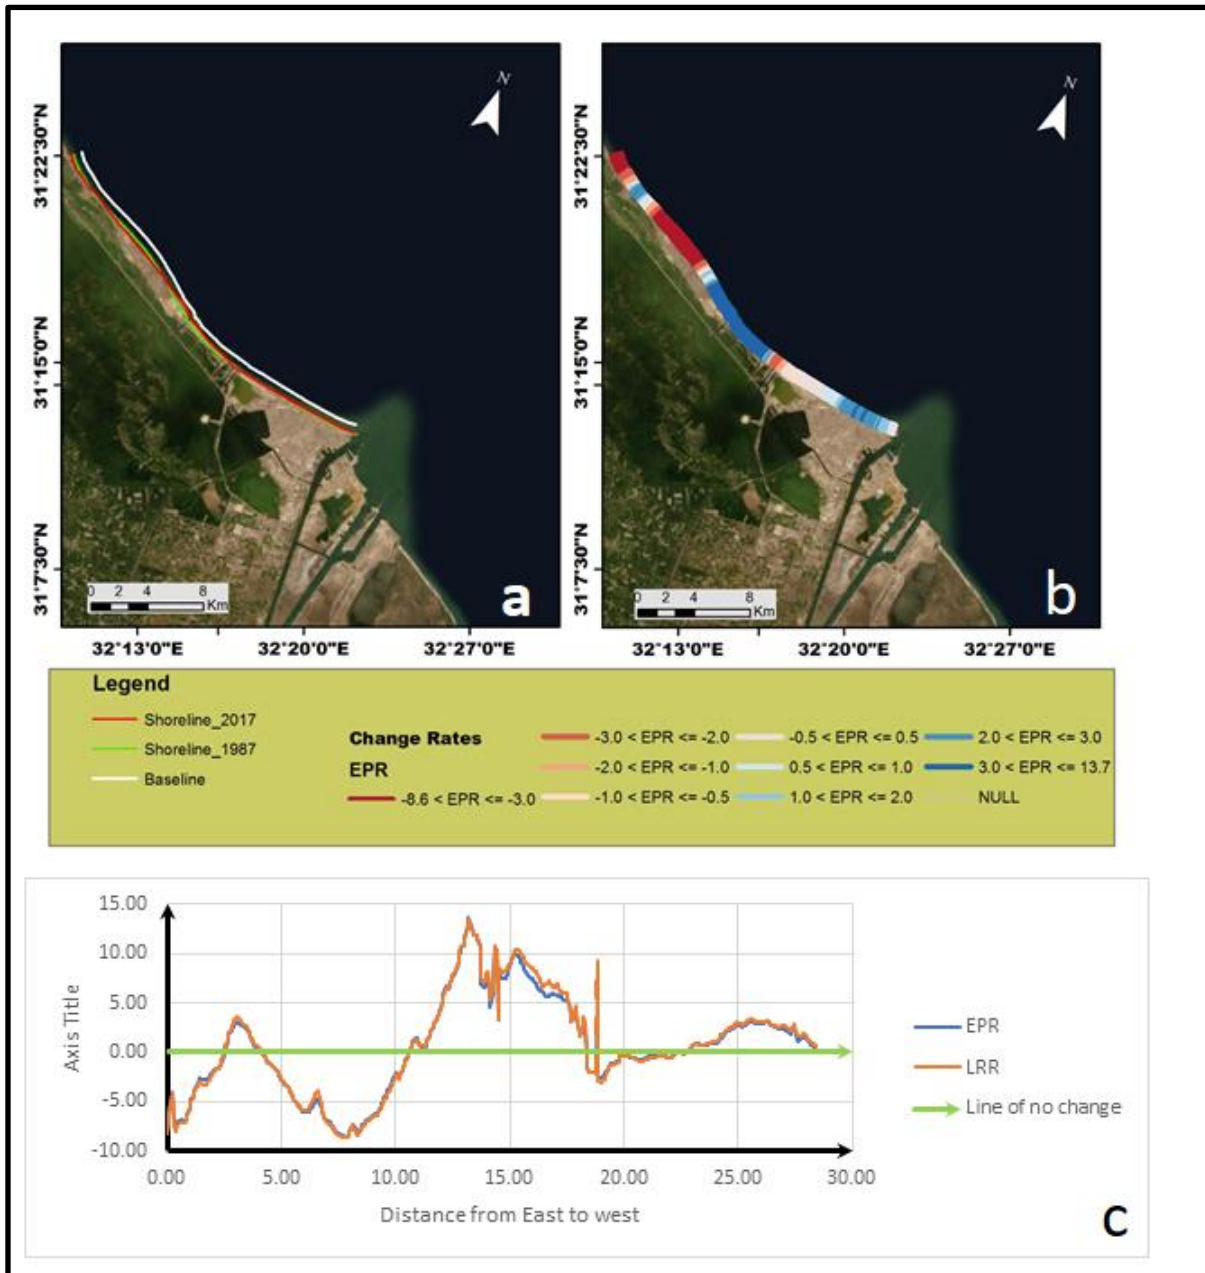 N
N
31°22'30"N
31°15'0"N
31°7'30"N
0 2 4 8
Km
a
32°13'0"E 32°20'0"E 32°27'0"E
31°22'30"N
31°15'0"N
31°7'30"N
0 2 4 8
Km
b
32°13'0"E 32°20'0"E 32°27'0"E
Legend
Shoreline_2017
Shoreline_1987
Baseline
Change Rates
EPR
-8.6 < EPR <= -3.0
-3.0 < EPR <= -2.0
-2.0 < EPR <= -1.0
-1.0 < EPR <= -0.5
-0.5 < EPR <= 0.5
0.5 < EPR <= 1.0
1.0 < EPR <= 2.0
2.0 < EPR <= 3.0
3.0 < EPR <= 13.7
NULL
15.00
10.00
5.00
0.00
-5.00
-10.00
Axis Title
0.00 5.00 10.00 15.00 20.00 25.00 30.00
Distance from East to west
EPR
LRR
Line of no change
c